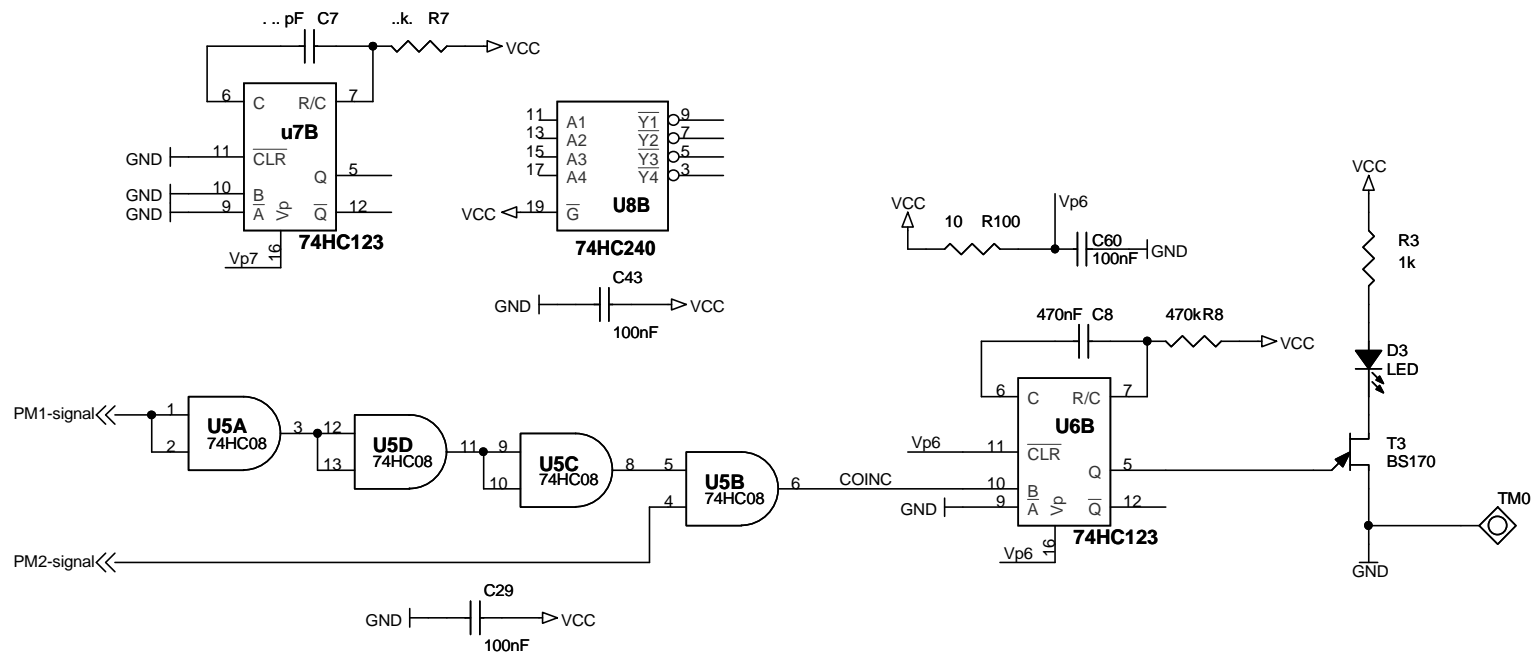 . .. pF C7
..k. R7
VCC
6 C R/C 7
u7B
GND 11 CLR
Q 5
GND 10 B
GND 9 A Vp Q 12
16
74HC123
Vp7
11 A1 Y1 9
13 A2 Y2 7
15 A3 Y3 5
17 A4 Y4 3
VCC 19 G
U8B
74HC240
C43
GND VCC
100nF
VCC
10 R100
Vp6
C60
100nF
GND
VCC
R3
1k
D3
LED
T3
BS170
TM0
GND
470nF C8
470k R8
VCC
6 C R/C 7
U6B
Vp6 11 CLR
Q 5
10 B
GND 9 A Vp Q 12
16
74HC123
Vp6
PM1-signal
1
2
U5A
74HC08
3
12
13
U5D
74HC08
11
9
10
U5C
74HC08
8
5
4
U5B
74HC08
6
COINC
PM2-signal
C29
GND VCC
100nF